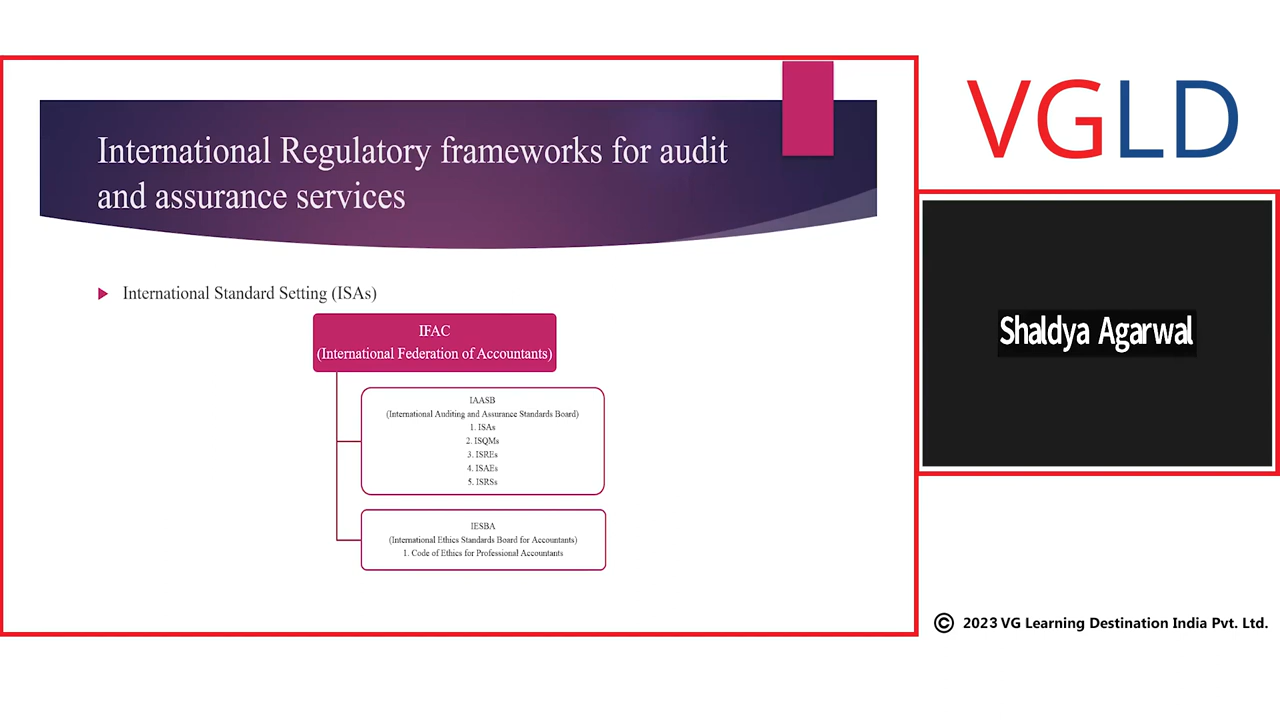 International Regulatory frameworks for audit
and assurance services
International Standard Setting (ISAs)
IFAC
(International Federation of Accountants)
IAASB
(International Auditing and Assurance Standards Board)
1. ISAs
2. ISQMs
3. ISREs
4. ISAEs
5. ISRSs
IESBA
(International Ethics Standards Board for Accountants)
1. Code of Ethics for Professional Accountants
VGLD
Shaldya Agarwal
© 2023 VG Learning Destination India Pvt. Ltd.